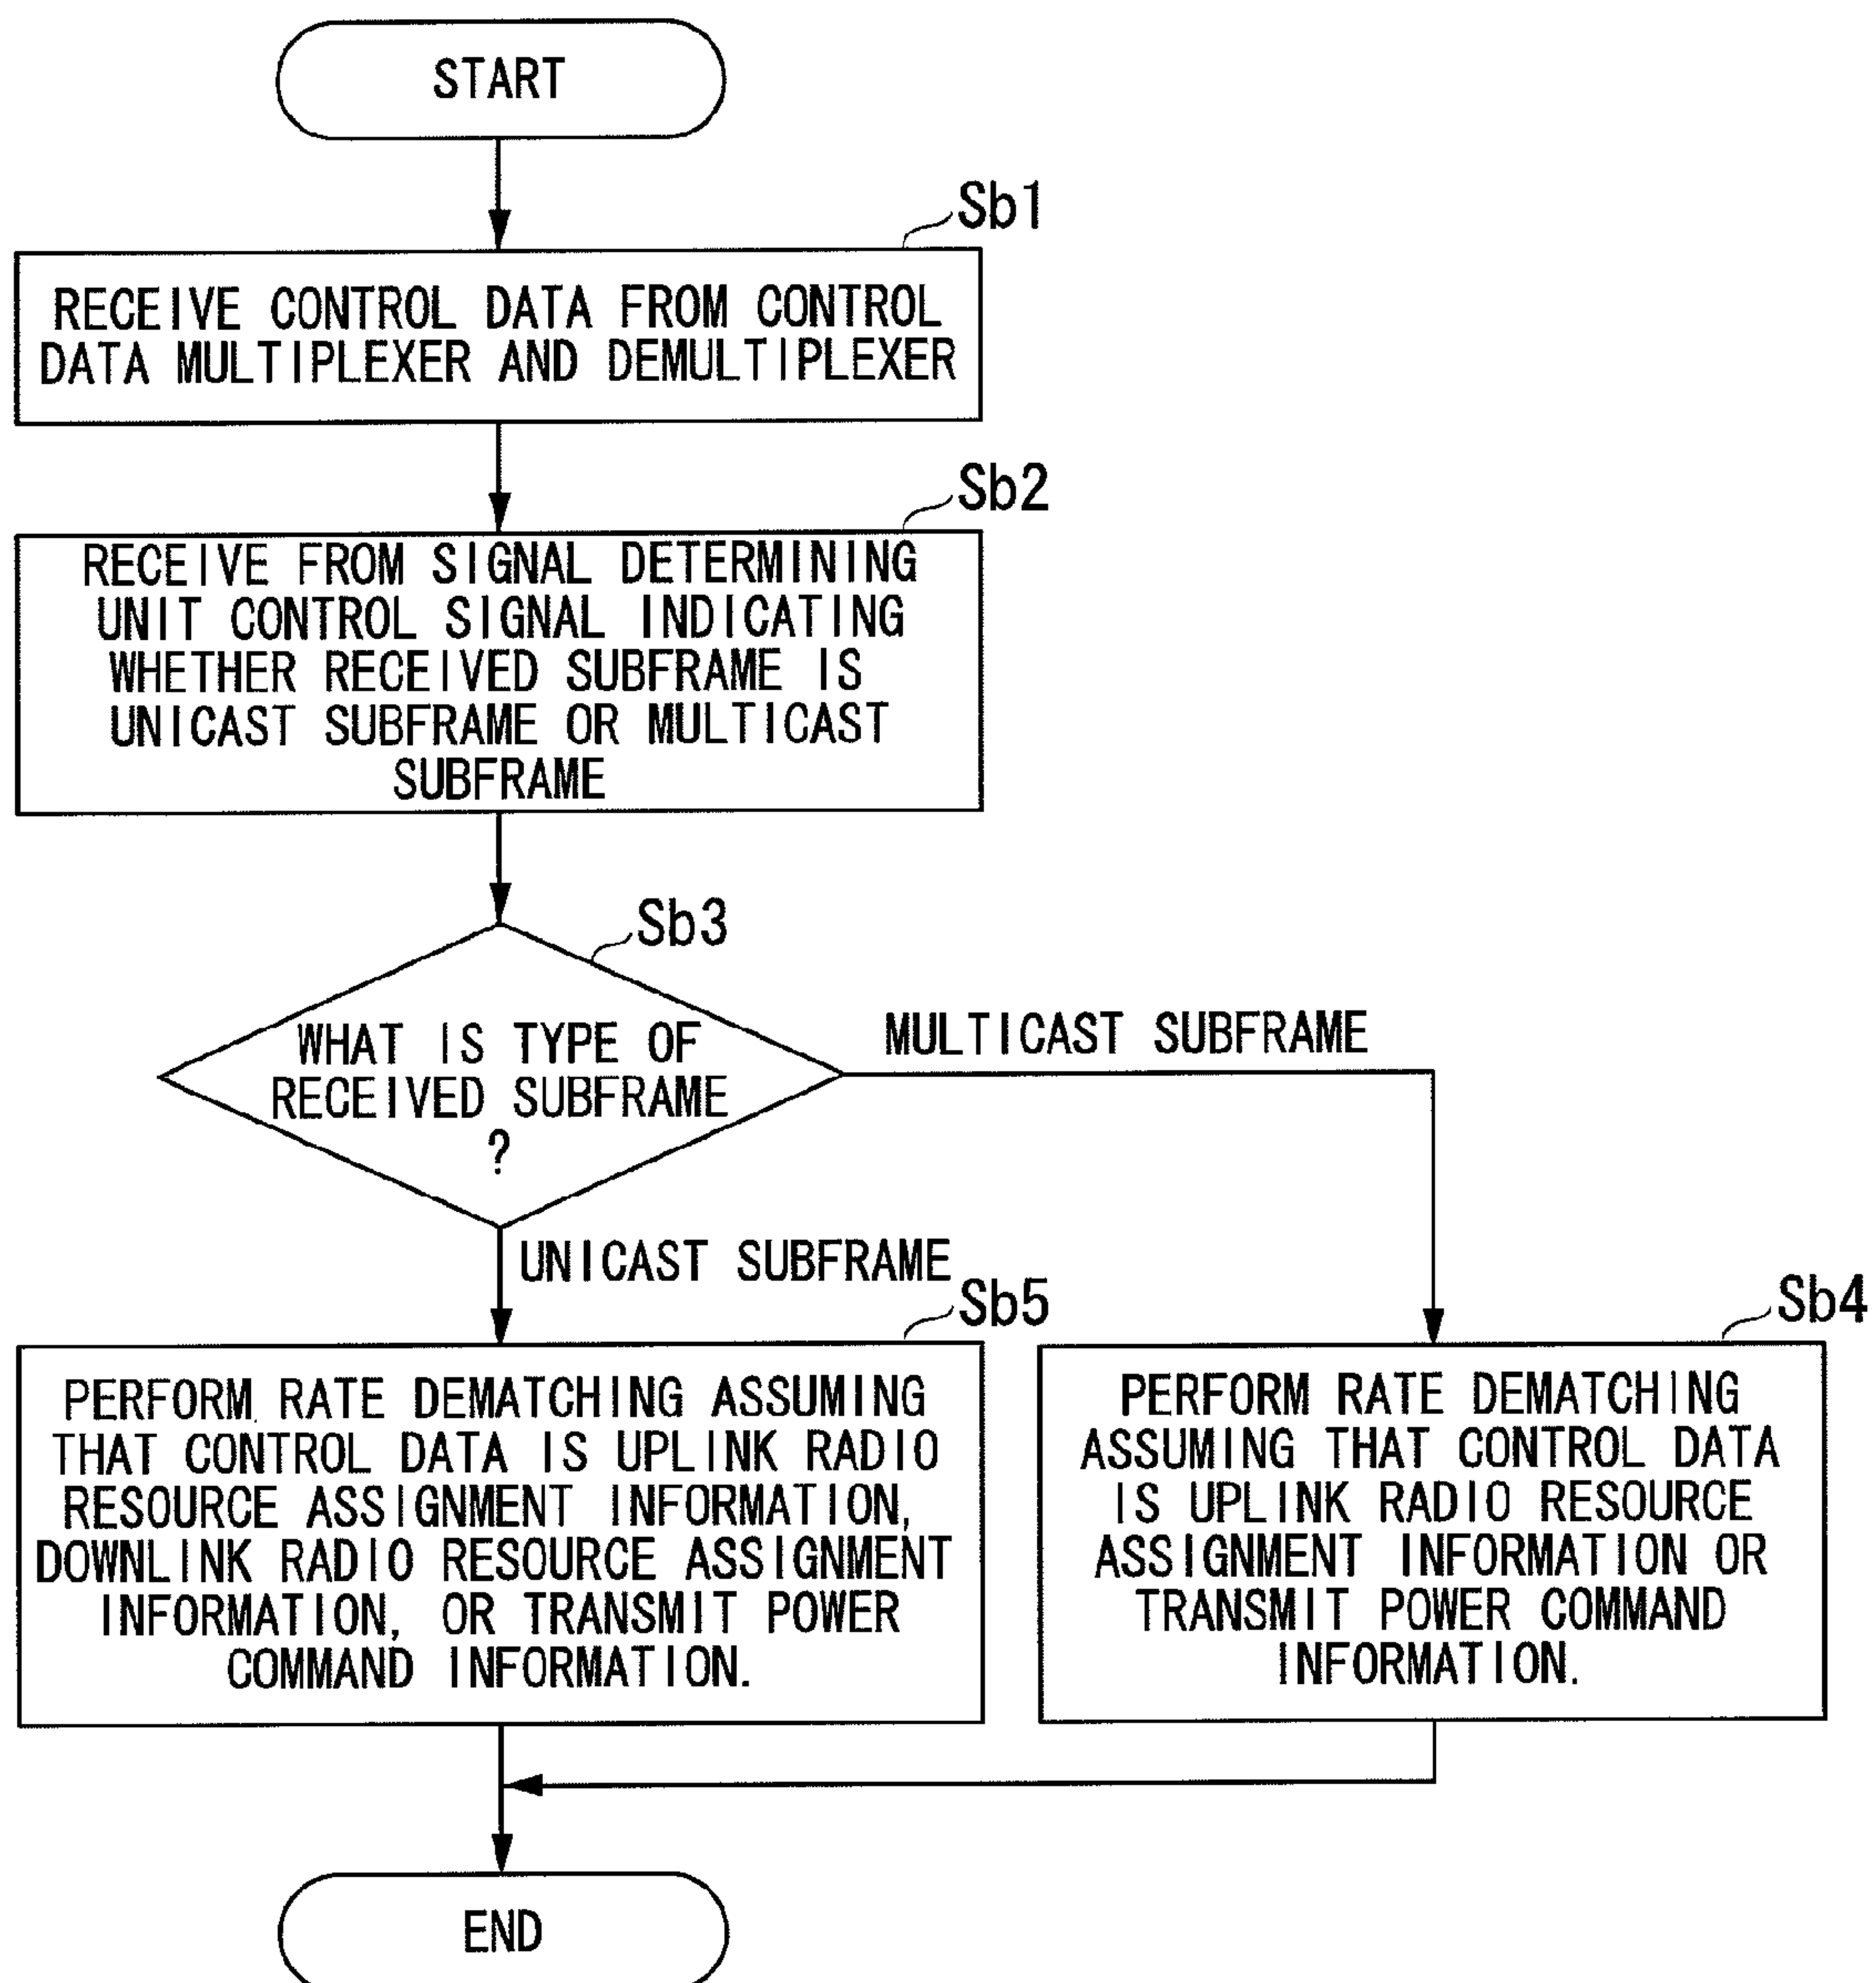 START
Sb1
RECEIVE CONTROL DATA FROM CONTROL
DATA MULTIPLEXER AND DEMULTIPLEXER
Sb2
RECEIVE FROM SIGNAL DETERMINING
UNIT CONTROL SIGNAL INDICATING
WHETHER RECEIVED SUBFRAME IS
UNICAST SUBFRAME OR MULTICAST
SUBFRAME
Sb3
WHAT IS TYPE OF
RECEIVED SUBFRAME
?
MULTICAST SUBFRAME
UNICAST SUBFRAME
Sb5
PERFORM RATE DEMATCHING ASSUMING
THAT CONTROL DATA IS UPLINK RADIO
RESOURCE ASSIGNMENT INFORMATION,
DOWNLINK RADIO RESOURCE ASSIGNMENT
INFORMATION, OR TRANSMIT POWER
COMMAND INFORMATION.
Sb4
PERFORM RATE DEMATCHING
ASSUMING THAT CONTROL DATA
IS UPLINK RADIO RESOURCE
ASSIGNMENT INFORMATION OR
TRANSMIT POWER COMMAND
INFORMATION.
END